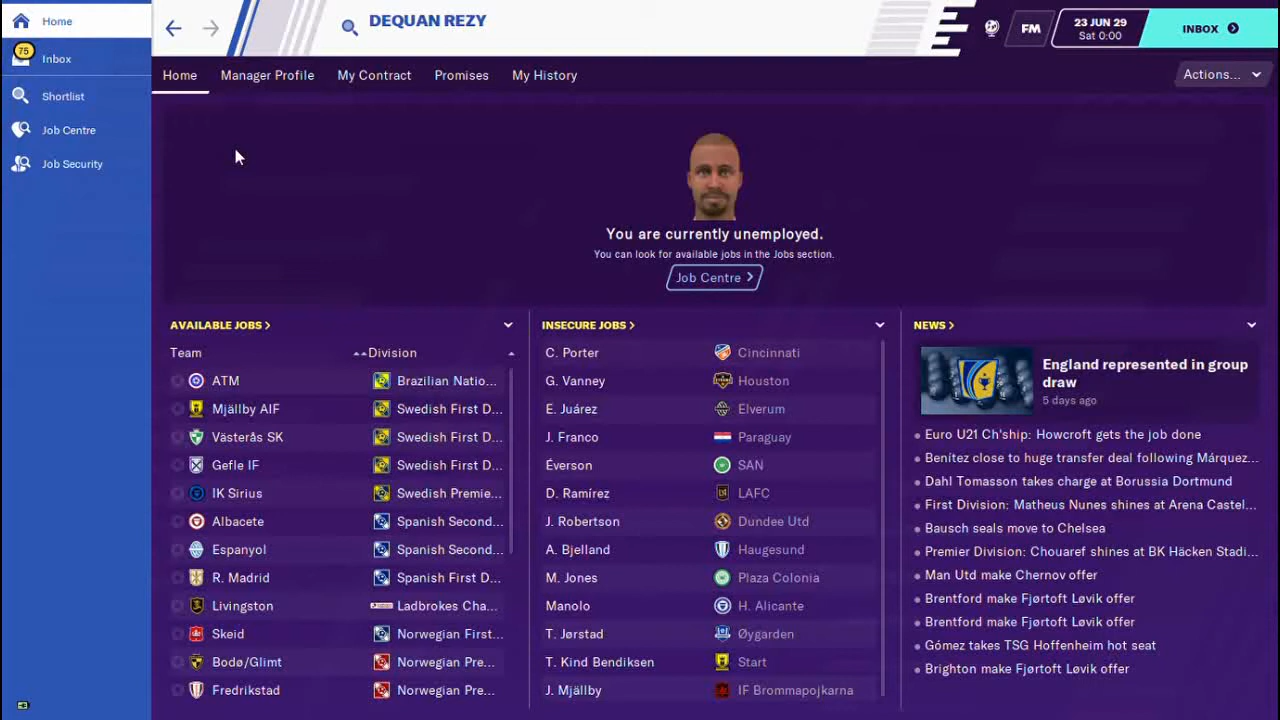 Home
75
Inbox
Shortlist
Job Centre
Job Security
DEQUAN REZY
FM
23 JUN 29
Sat 0:00
INBOX
Home Manager Profile My Contract Promises My History
Actions...
You are currently unemployed.
You can look for available jobs in the Jobs section.
Job Centre
AVAILABLE JOBS
Team Division
ATM Brazilian Natio...
Mjällby AIF Swedish First D...
Västerås SK Swedish First D...
Gefle IF Swedish First D...
IK Sirius Swedish Premie...
Albacete Spanish Second...
Espanyol Spanish Second...
R. Madrid Spanish First D...
Livingston Ladbrokes Cha...
Skeid Norwegian First...
Bodø/Glimt Norwegian Pre...
Fredrikstad Norwegian Pre...
INSECURE JOBS
C. Porter Cincinnati
G. Vanney Houston
E. Juárez Elverum
J. Franco Paraguay
Éverson SAN
D. Ramírez LAFC
J. Robertson Dundee Utd
A. Bjelland Haugesund
M. Jones Plaza Colonia
Manolo H. Alicante
T. Jørstad Øygarden
T. Kind Bendiksen Start
J. Mjällby IF Brommapojkarna
NEWS
England represented in group
draw
5 days ago
Euro U21 Ch'ship: Howcroft gets the job done
Benítez close to huge transfer deal following Márquez...
Dahl Tomasson takes charge at Borussia Dortmund
First Division: Matheus Nunes shines at Arena Castel...
Bausch seals move to Chelsea
Premier Division: Chouaref shines at BK Häcken Stadi...
Man Utd make Chernov offer
Brentford make Fjørtoft Løvik offer
Brentford make Fjørtoft Løvik offer
Gómez takes TSG Hoffenheim hot seat
Brighton make Fjørtoft Løvik offer